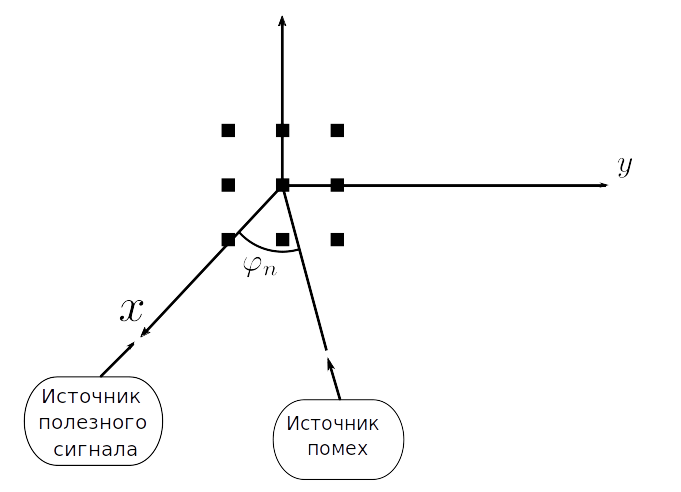 y
φn
x
Источник
полезного
сигнала
Источник
помех